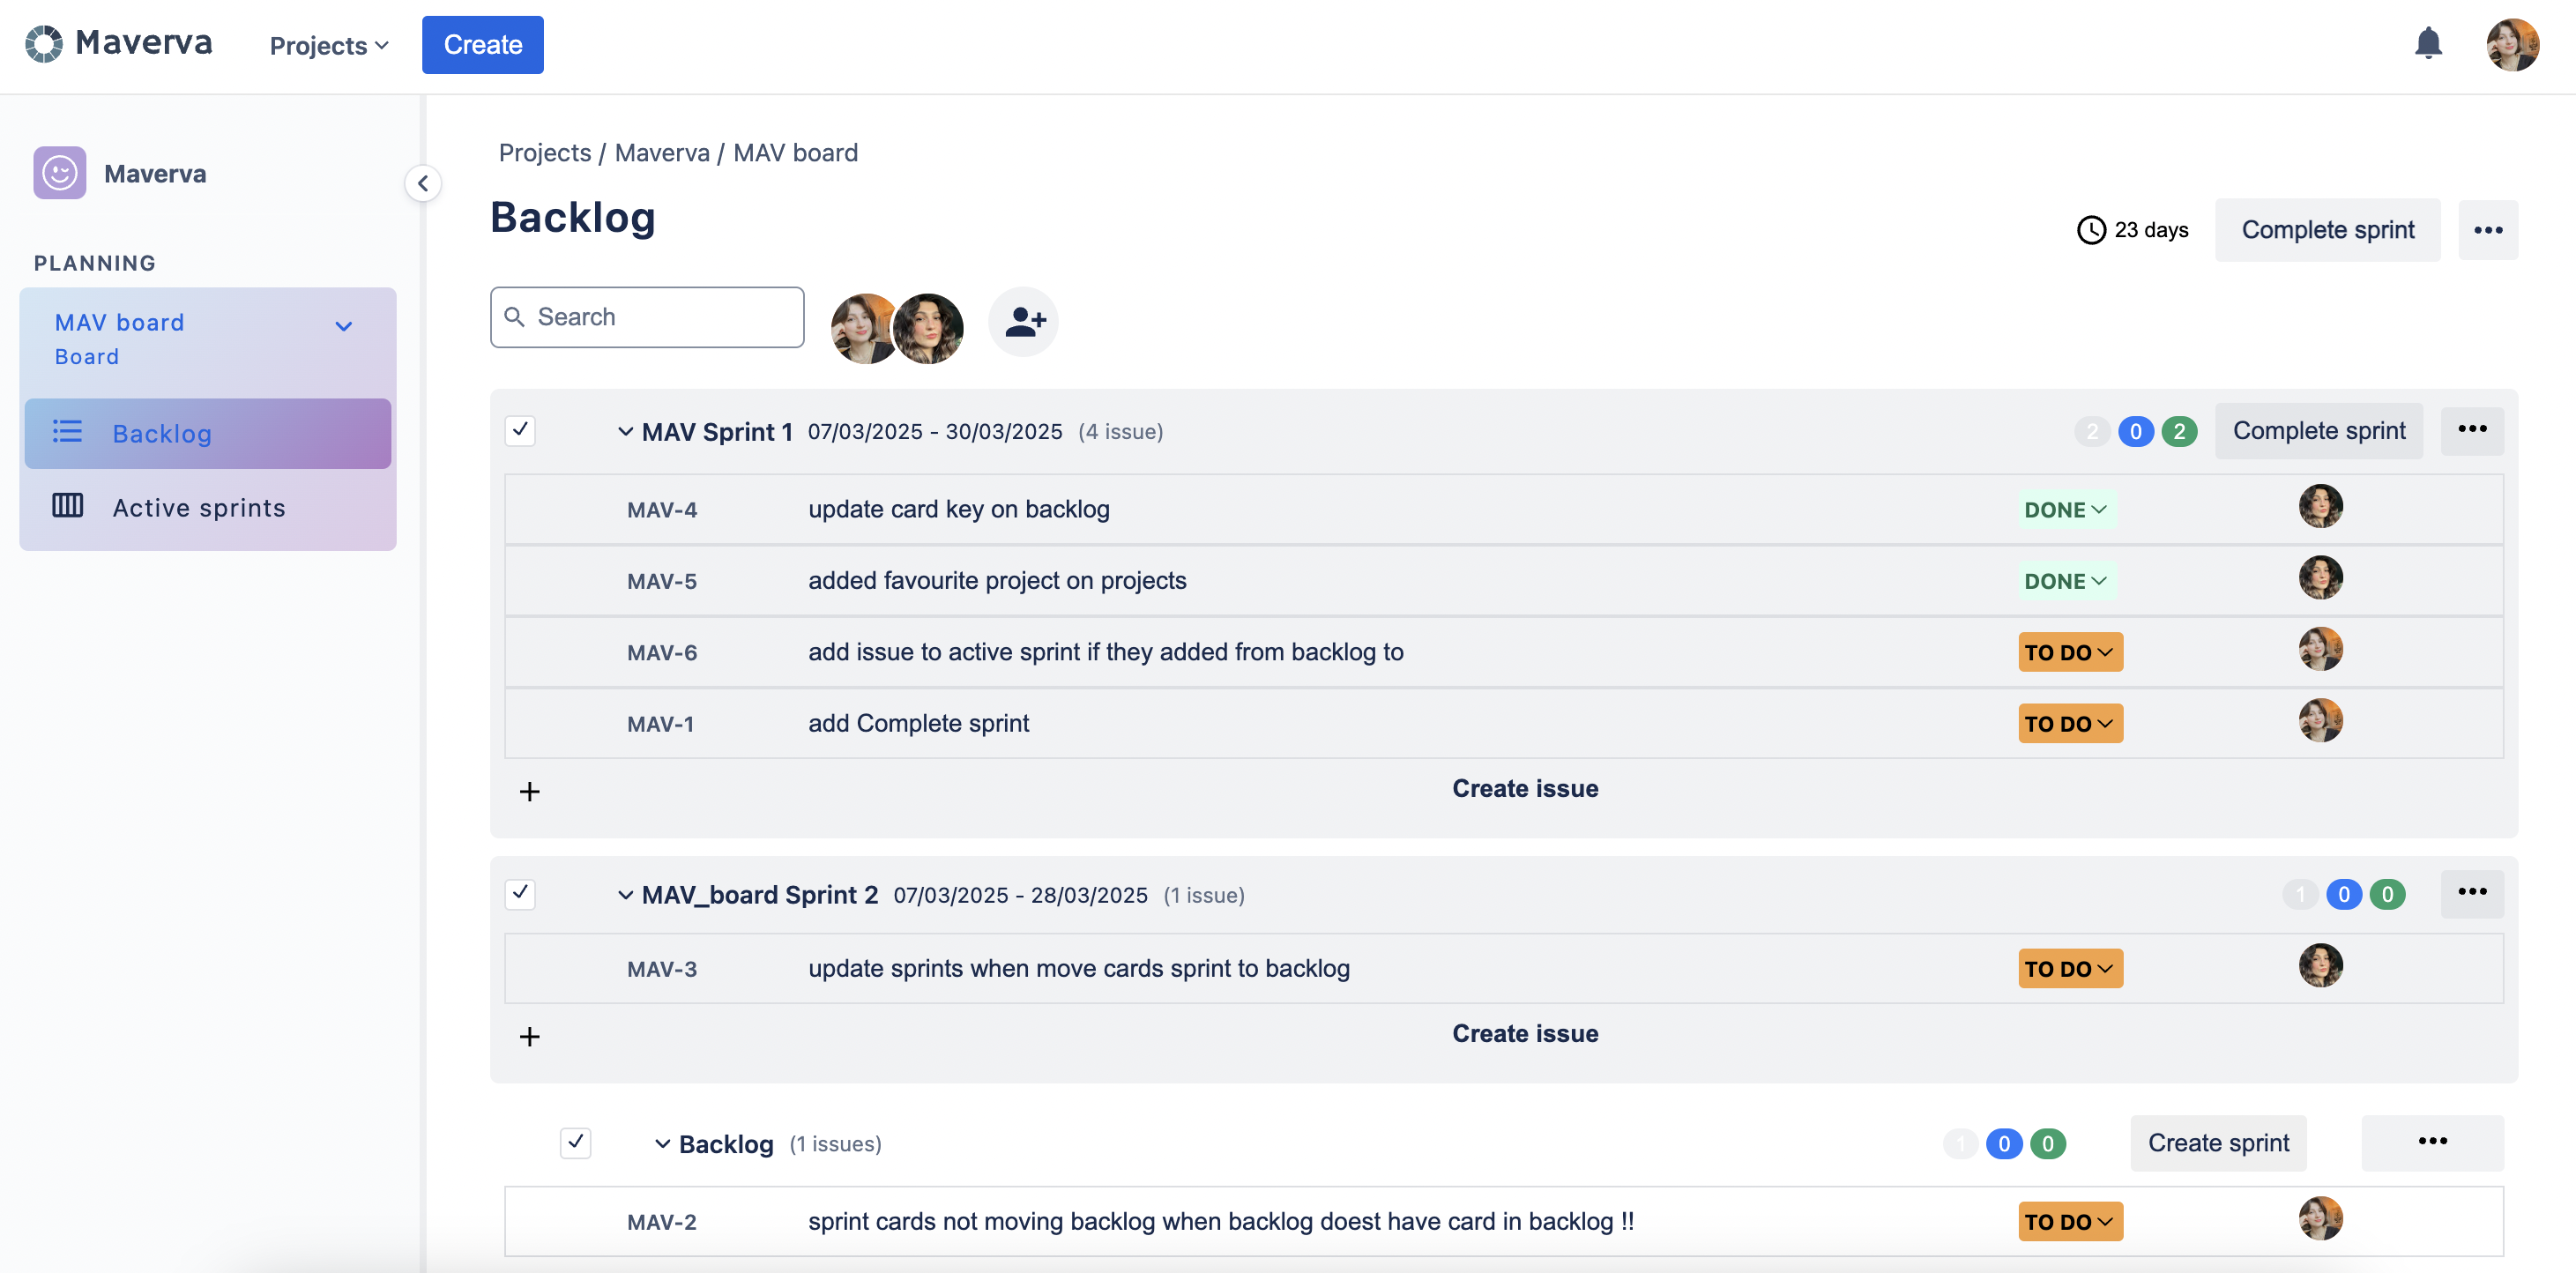 Maverva
Projects
Create
Maverva
PLANNING
MAV board
Board
Backlog
Active sprints
Projects / Maverva / MAV board
Backlog
23 days
Complete sprint
Search
MAV Sprint 1 07/03/2025 - 30/03/2025 (4 issue)
2 0 2
Complete sprint
MAV-4 update card key on backlog DONE
MAV-5 added favourite project on projects DONE
MAV-6 add issue to active sprint if they added from backlog to TO DO
MAV-1 add Complete sprint TO DO
+ Create issue
MAV_board Sprint 2 07/03/2025 - 28/03/2025 (1 issue)
1 0 0
MAV-3 update sprints when move cards sprint to backlog TO DO
+ Create issue
Backlog (1 issues)
1 0 0
Create sprint
MAV-2 sprint cards not moving backlog when backlog doest have card in backlog !! TO DO